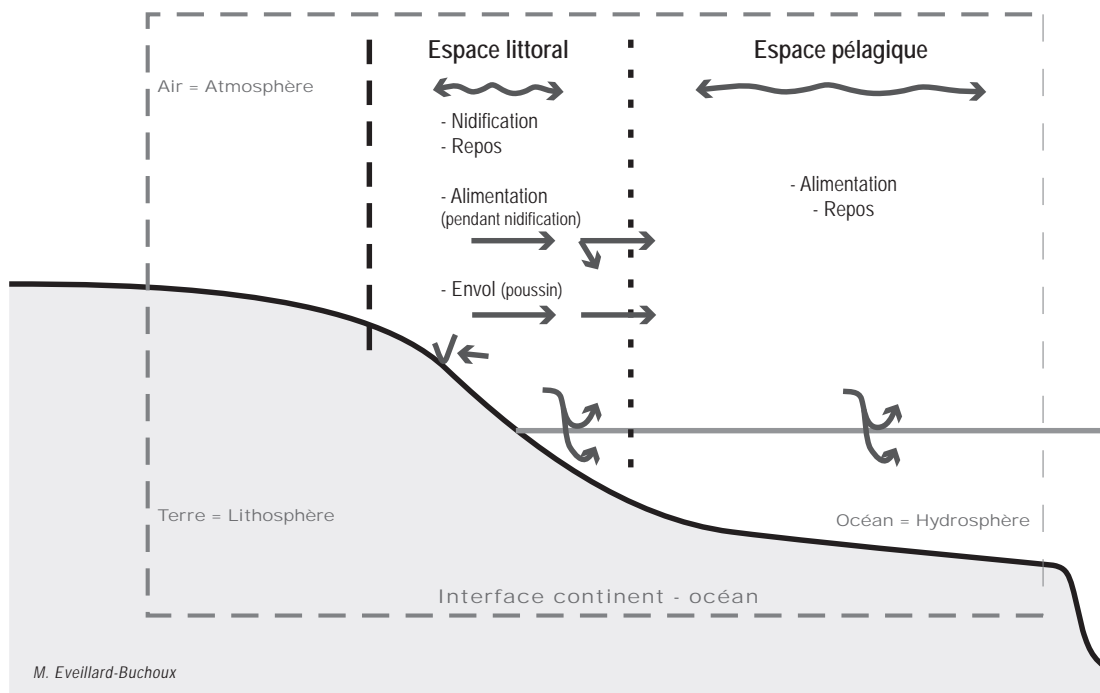 Espace littoral
Espace pélagique
Air = Atmosphère
- Nidification
- Repos
- Alimentation
(pendant nidification)
- Alimentation
- Repos
- Envol (poussin)
Terre = Lithosphère
Océan = Hydrosphère
Interface continent - océan
M. Eveillard-Buchoux